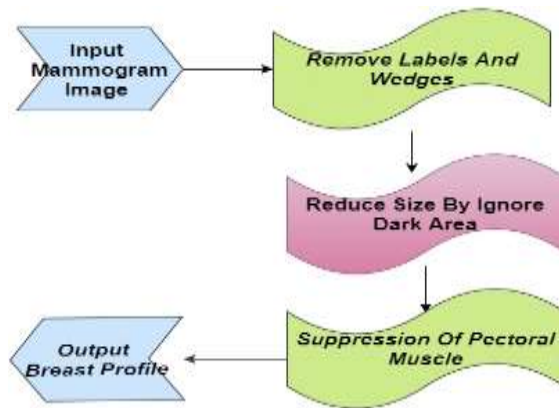 Input
Mammogram
Image
Remove Labels And
Wedges
Reduce Size By Ignore
Dark Area
Suppression Of Pectoral
Muscle
Output
Breast Profile